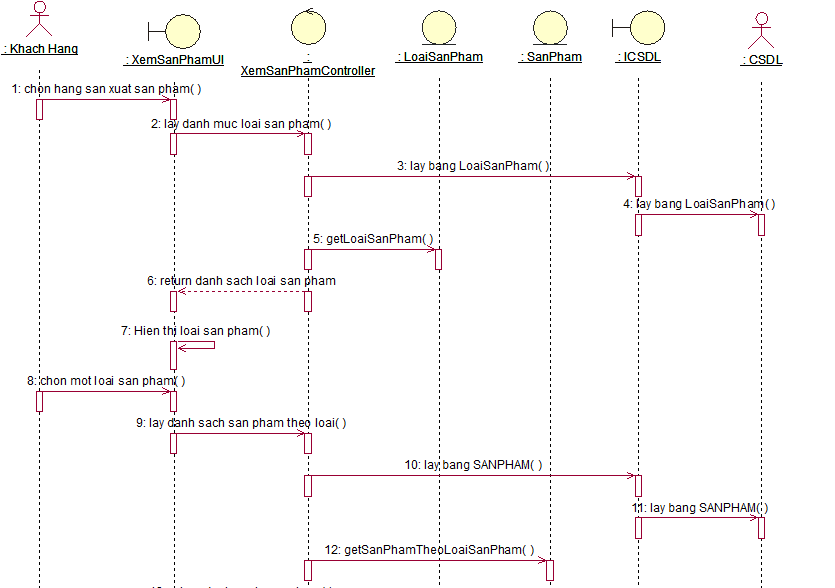 : Khach Hang
: XemSanPhamUI
:
XemSanPhamController
: LoaiSanPham
: SanPham
: ICSDL
: CSDL
1: chon hang san xuat san pham( )
2: lay danh muc loai san pham( )
3: lay bang LoaiSanPham( )
4: lay bang LoaiSanPham( )
5: getLoaiSanPham( )
6: return danh sach loai san pham
7: Hien thi loai san pham( )
8: chon mot loai san pham( )
9: lay danh sach san pham theo loai( )
10: lay bang SANPHAM( )
11: lay bang SANPHAM( )
12: getSanPhamTheoLoaiSanPham( )